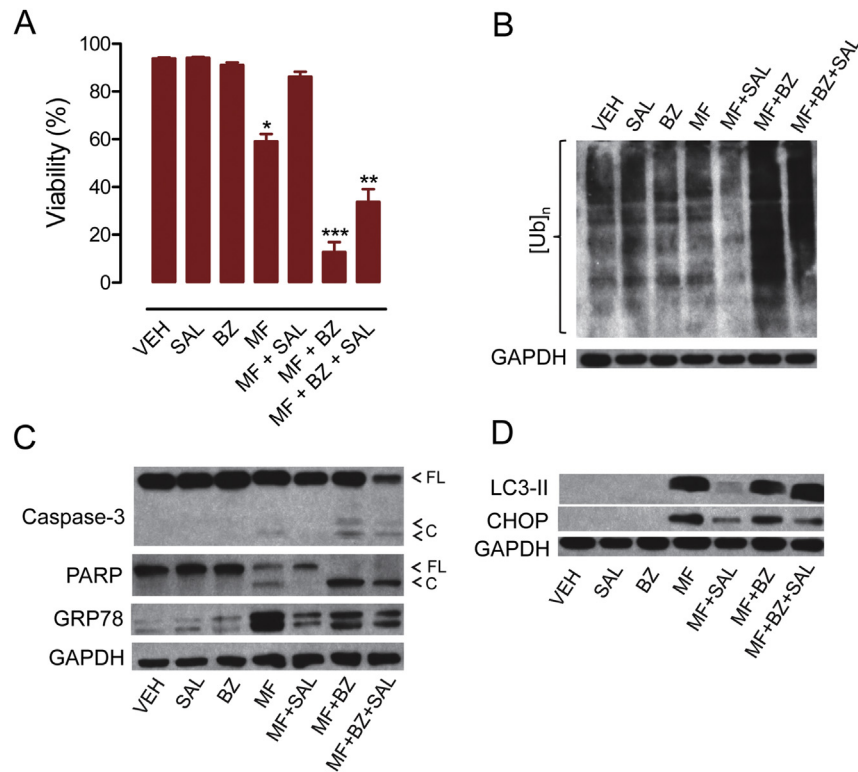 A
Viability (%)
100
80
60
40
20
0
*
***
**
VEH
SAL
BZ
MF
MF + SAL
MF + BZ
MF + BZ + SAL
B
VEH
SAL
BZ
MF
MF+SAL
MF+BZ
MF+BZ+SAL
[Ub]n
GAPDH
C
Caspase-3
< FL
<
< C
PARP
< FL
< C
GRP78
GAPDH
VEH
SAL
BZ
MF
MF+SAL
MF+BZ
MF+BZ+SAL
D
LC3-II
CHOP
GAPDH
VEH
SAL
BZ
MF
MF+SAL
MF+BZ
MF+BZ+SAL